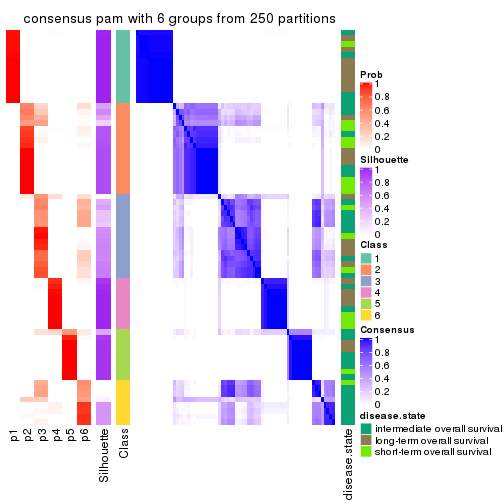 consensus pam with 6 groups from 250 partitions
Prob
1
0.8
0.6
0.4
0.2
0
Silhouette
1
0.8
0.6
0.4
0.2
0
Class
1
2
3
4
5
6
Consensus
1
0.8
0.6
0.4
0.2
0
disease.state
intermediate overall survival
long-term overall survival
short-term overall survival
p1
p2
p3
p4
p5
p6
Silhouette
Class
disease.state